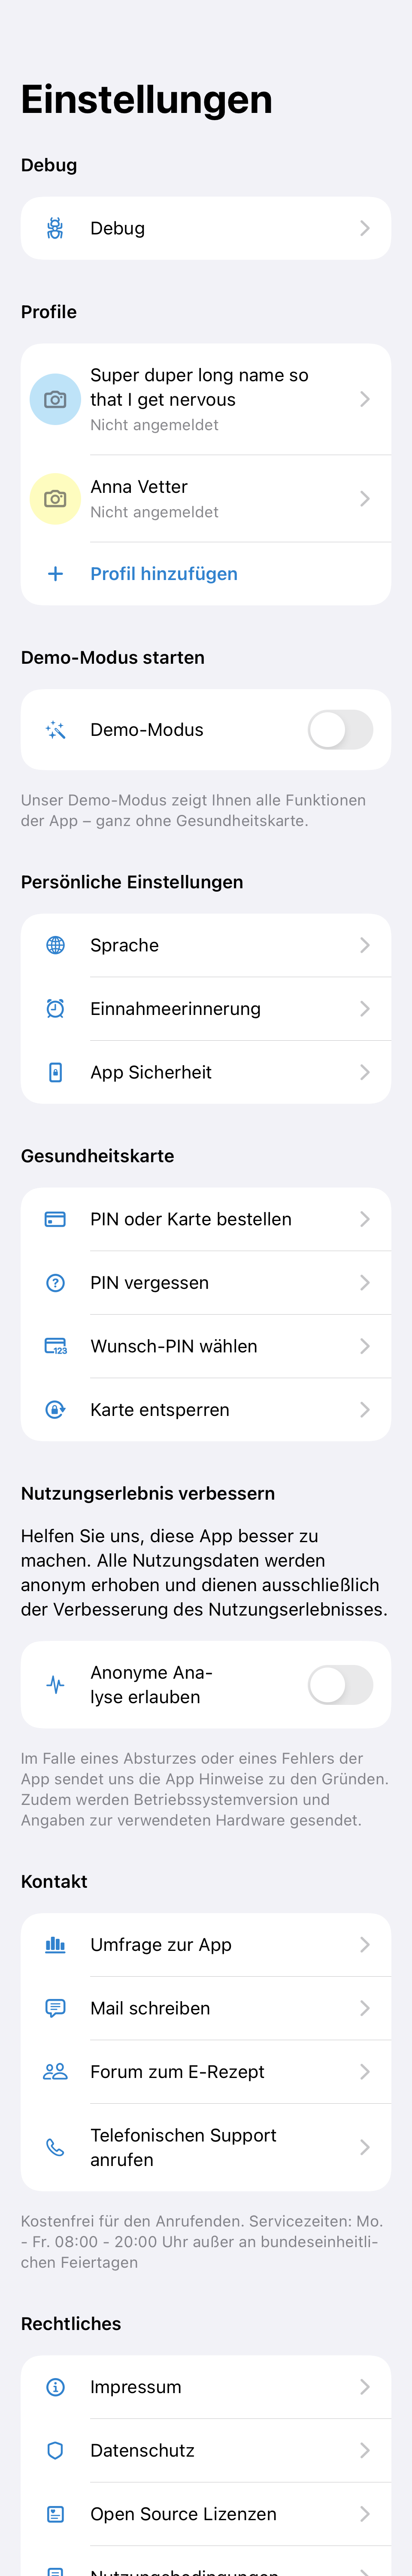 Einstellungen
Debug
Debug
Profile
Super duper long name so
that I get nervous
Nicht angemeldet
Anna Vetter
Nicht angemeldet
Profil hinzufügen
Demo-Modus starten
Demo-Modus
Unser Demo-Modus zeigt Ihnen alle Funktionen
der App – ganz ohne Gesundheitskarte.
Persönliche Einstellungen
Sprache
Einnahmeerinnerung
App Sicherheit
Gesundheitskarte
PIN oder Karte bestellen
PIN vergessen
Wunsch-PIN wählen
Karte entsperren
Nutzungserlebnis verbessern
Helfen Sie uns, diese App besser zu
machen. Alle Nutzungsdaten werden
anonym erhoben und dienen ausschließlich
der Verbesserung des Nutzungserlebnisses.
Anonyme Ana-
lyse erlauben
Im Falle eines Absturzes oder eines Fehlers der
App sendet uns die App Hinweise zu den Gründen.
Zudem werden Betriebssystemversion und
Angaben zur verwendeten Hardware gesendet.
Kontakt
Umfrage zur App
Mail schreiben
Forum zum E-Rezept
Telefonischen Support
anrufen
Kostenfrei für den Anrufenden. Servicezeiten: Mo.
- Fr. 08:00 - 20:00 Uhr außer an bundeseinheitli-
chen Feiertagen
Rechtliches
Impressum
Datenschutz
Open Source Lizenzen
Nutzungsbedingungen